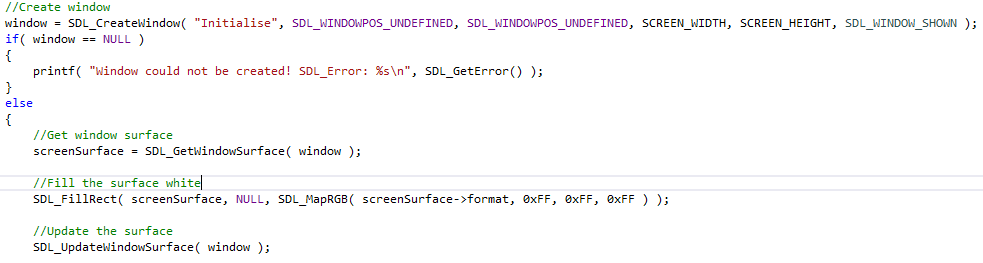 //Create window
window = SDL_CreateWindow( "Initialise", SDL_WINDOWPOS_UNDEFINED, SDL_WINDOWPOS_UNDEFINED, SCREEN_WIDTH, SCREEN_HEIGHT, SDL_WINDOW_SHOWN );
if( window == NULL )
{
    printf( "Window could not be created! SDL_Error: %s\n", SDL_GetError() );
}
else
{
    //Get window surface
    screenSurface = SDL_GetWindowSurface( window );

    //Fill the surface white
    SDL_FillRect( screenSurface, NULL, SDL_MapRGB( screenSurface->format, 0xFF, 0xFF, 0xFF ) );

    //Update the surface
    SDL_UpdateWindowSurface( window );